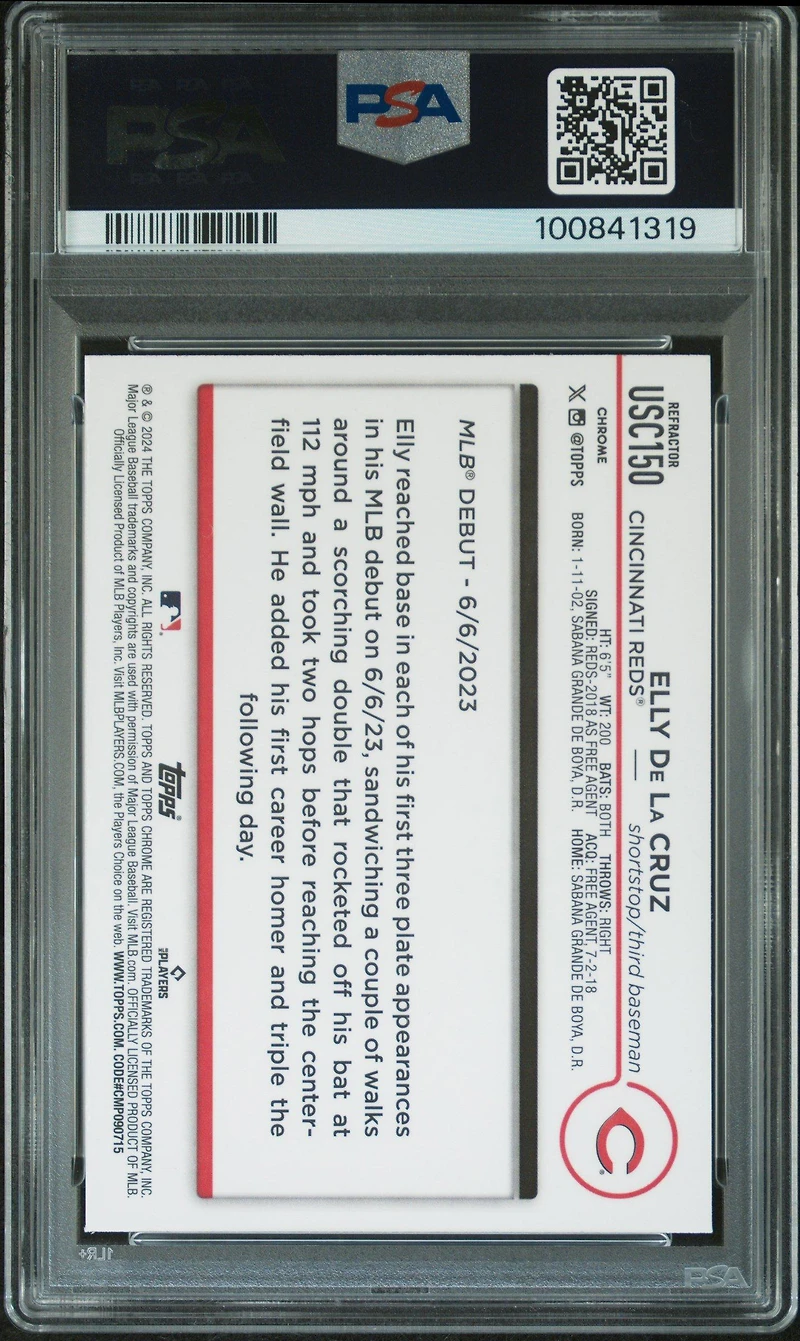 PSA
PSA
100841319
REFRACTOR
USC150
ELLY DE LA CRUZ
CINCINNATI REDS® — shortstop/third baseman
CHROME
HT: 6'5" WT: 200 BATS: BOTH THROWS: RIGHT
SIGNED: REDS-2018 AS FREE AGENT ACQ: FREE AGENT, 7-2-18
X @TOPPS BORN: 1-11-02, SABANA GRANDE DE BOYA, D.R. HOME: SABANA GRANDE DE BOYA, D.R.
C
MLB® DEBUT - 6/6/2023
Elly reached base in each of his first three plate appearances
in his MLB debut on 6/6/23, sandwiching a couple of walks
around a scorching double that rocketed off his bat at
112 mph and took two hops before reaching the center-
field wall. He added his first career homer and triple the
following day.
topps®
MLB PLAYERS
® & © 2024 THE TOPPS COMPANY, INC. ALL RIGHTS RESERVED. TOPPS AND TOPPS CHROME ARE REGISTERED TRADEMARKS OF THE TOPPS COMPANY, INC.
Major League Baseball trademarks and copyrights are used with permission of Major League Baseball. Visit MLB.com. OFFICIALLY LICENSED PRODUCT OF MLB.
Officially Licensed Product of MLB Players, Inc. Visit MLBPLAYERS.COM, the Players Choice on the web. WWW.TOPPS.COM. CODE#CMP090715
1LR+
PSA